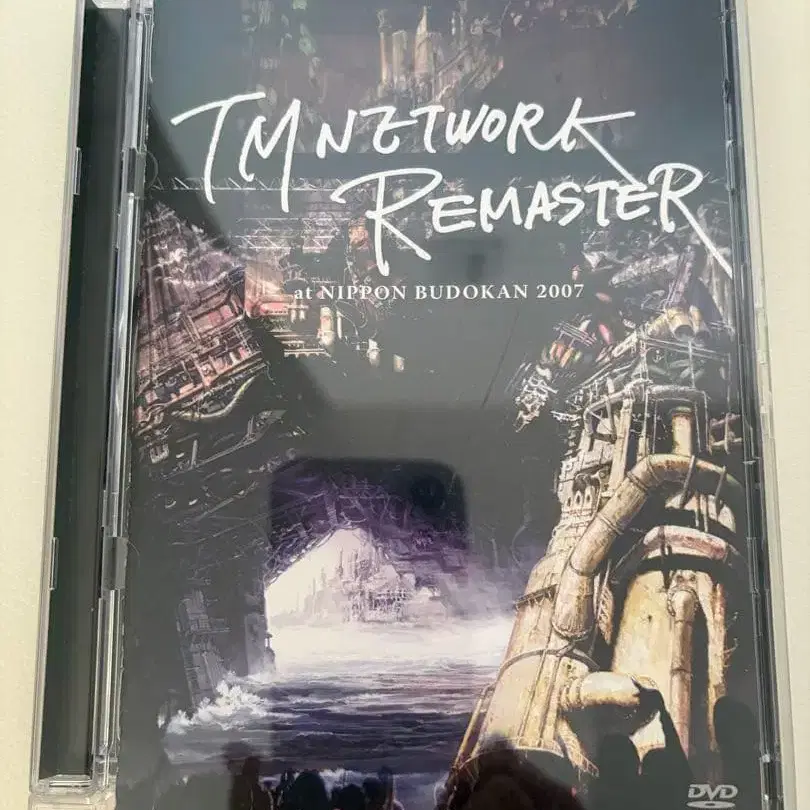 TM NETWORK
REMASTER
at NIPPON BUDOKAN 2007
DVD